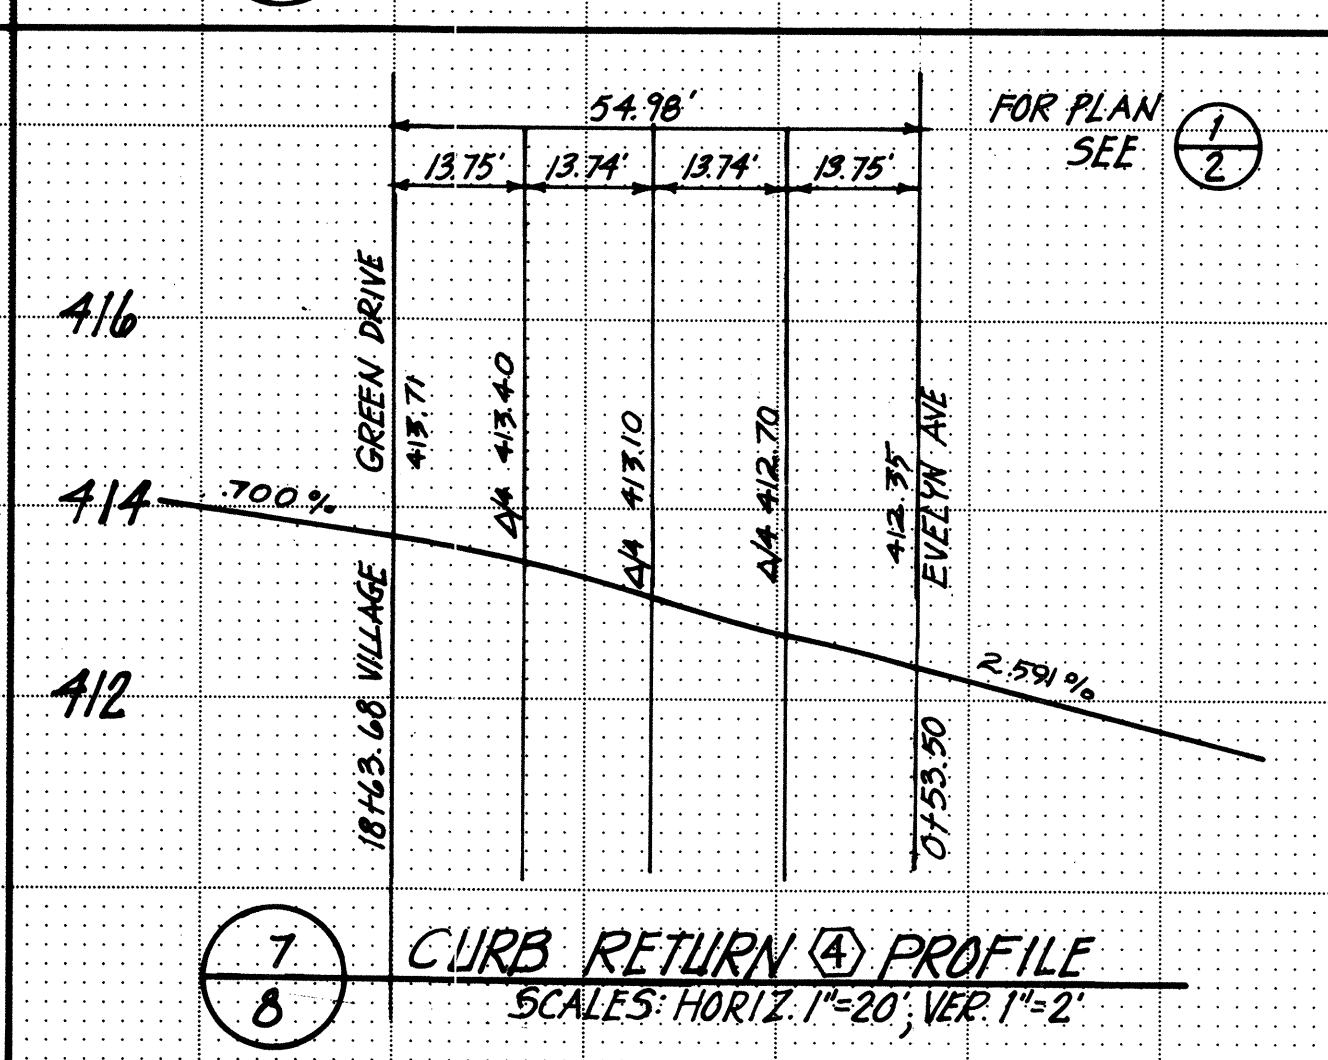 54.98'
FOR PLAN
SEE
1
2
13.75'
13.74'
13.74'
13.75'
416
414
412
.700%
GREEN DRIVE
18+63.68 VILLAGE
413.71
Δ/4 413.40
Δ/4 413.10
Δ/4 412.70
412.35
EVELYN AVE
0+53.50
2.591%
7
8
CURB RETURN 4 PROFILE
SCALES: HORIZ. 1"=20'; VER. 1"=2'